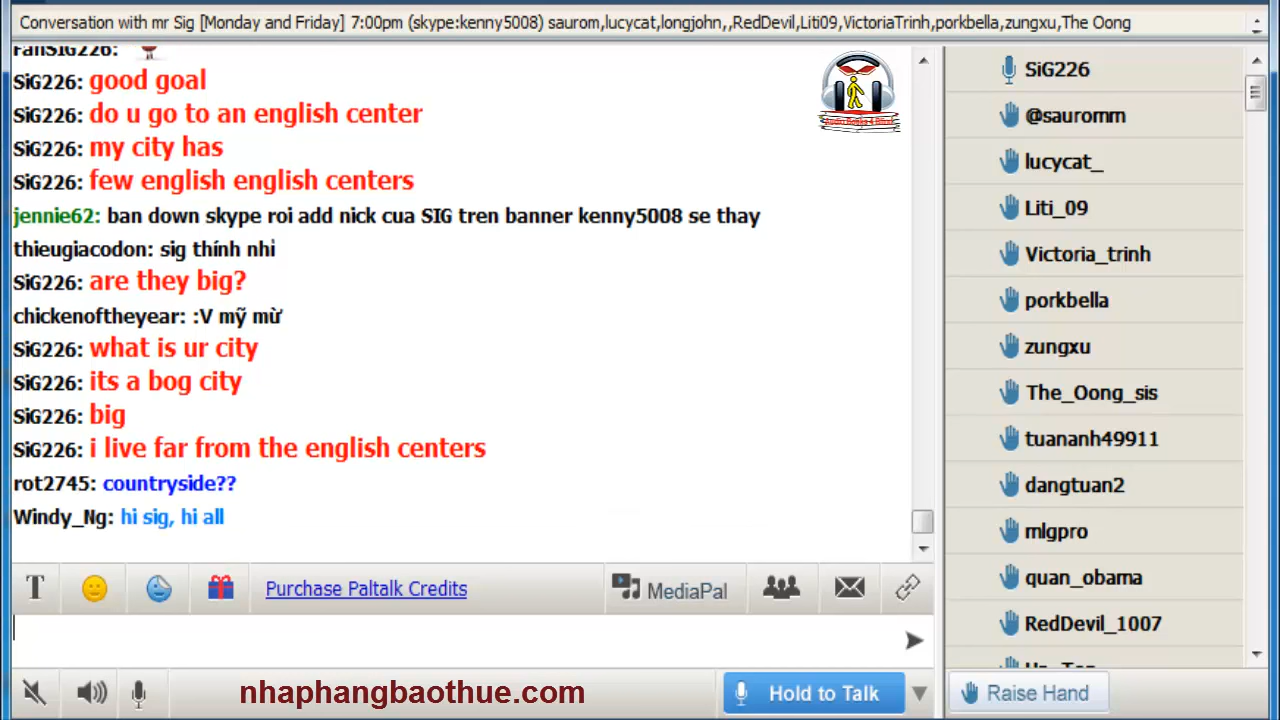 Conversation with mr Sig [Monday and Friday] 7:00pm (skype:kenny5008) saurom,lucycat,longjohn,,RedDevil,Liti09,VictoriaTrinh,porkbella,zungxu,The Oong
FanSIG226:
SiG226: good goal
SiG226: do u go to an english center
SiG226: my city has
SiG226: few english english centers
jennie62: ban down skype roi add nick cua SIG tren banner kenny5008 se thay
thieugiacodon: sig thính nhỉ
SiG226: are they big?
chickenoftheyear: :V mỹ mừ
SiG226: what is ur city
SiG226: its a bog city
SiG226: big
SiG226: i live far from the english centers
rot2745: countryside??
Windy_Ng: hi sig, hi all
T
Purchase Paltalk Credits
MediaPal
nhaphangbaothue.com
Hold to Talk
SiG226
@sauromm
lucycat_
Liti_09
Victoria_trinh
porkbella
zungxu
The_Oong_sis
tuananh49911
dangtuan2
mlgpro
quan_obama
RedDevil_1007
Raise Hand